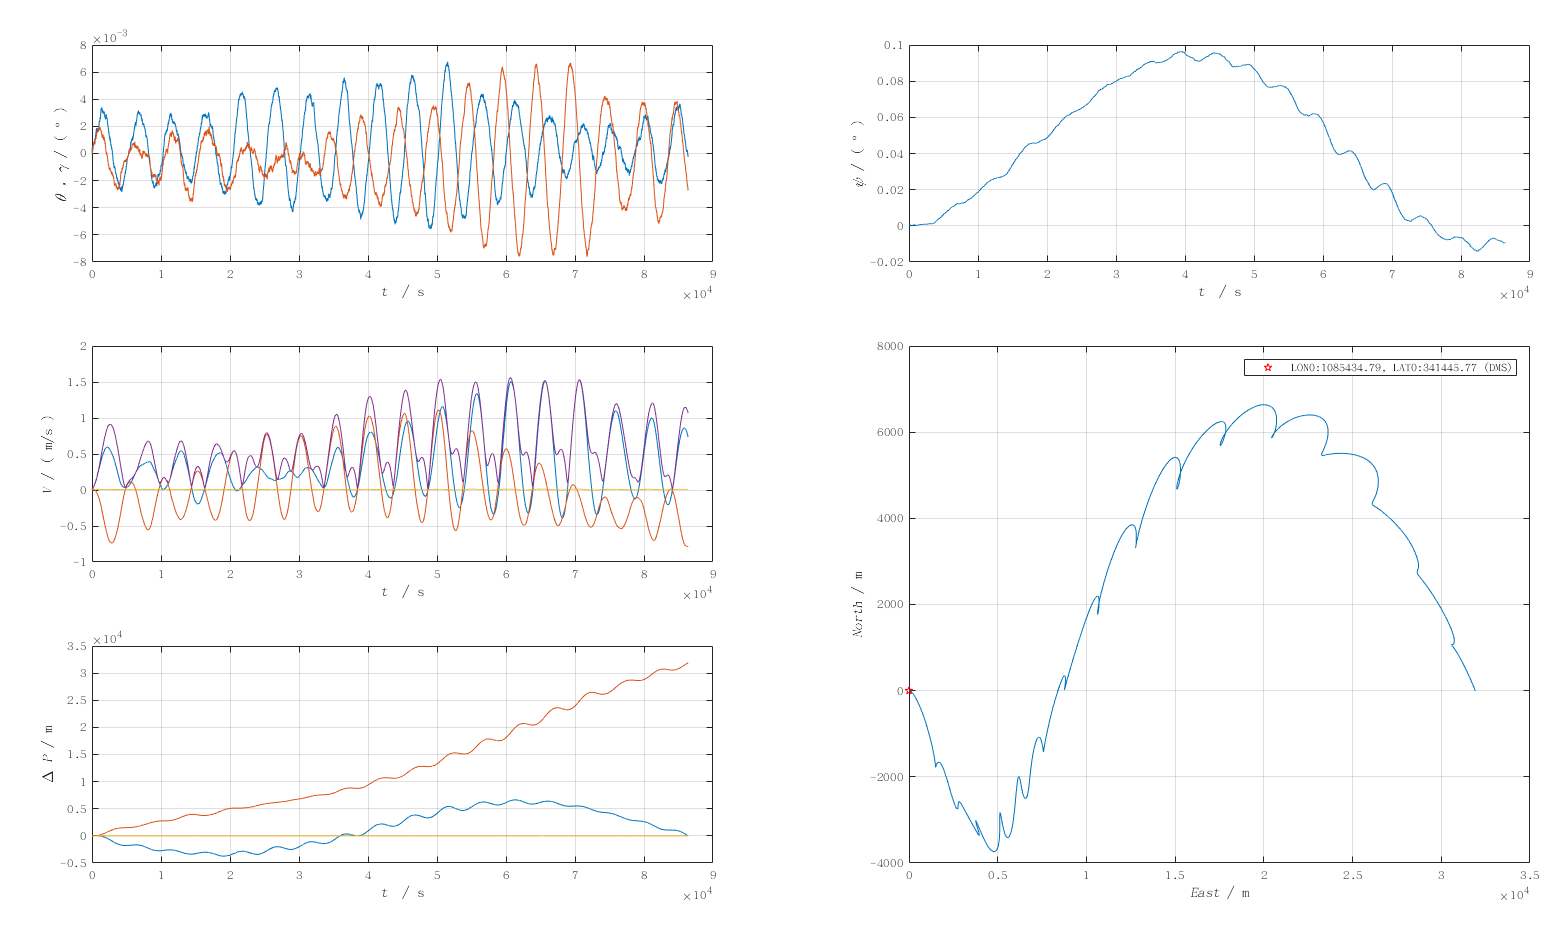 ×10⁻³
8
6
4
2
0
-2
-4
-6
-8
θ , γ / ( ° )
0 1 2 3 4 5 6 7 8 9
t / s
×10⁴
0.1
0.08
0.06
0.04
0.02
0
-0.02
ψ / ( ° )
0 1 2 3 4 5 6 7 8 9
t / s
×10⁴
2
1.5
1
0.5
0
-0.5
-1
V / ( m/s )
0 1 2 3 4 5 6 7 8 9
t / s
×10⁴
×10⁴
3.5
3
2.5
2
1.5
1
0.5
0
-0.5
Δ P / m
0 1 2 3 4 5 6 7 8 9
t / s
×10⁴
8000
6000
4000
2000
0
-2000
-4000
North / m
LON0:1085434.79, LAT0:341445.77 (DMS)
0 0.5 1 1.5 2 2.5 3 3.5
East / m
×10⁴